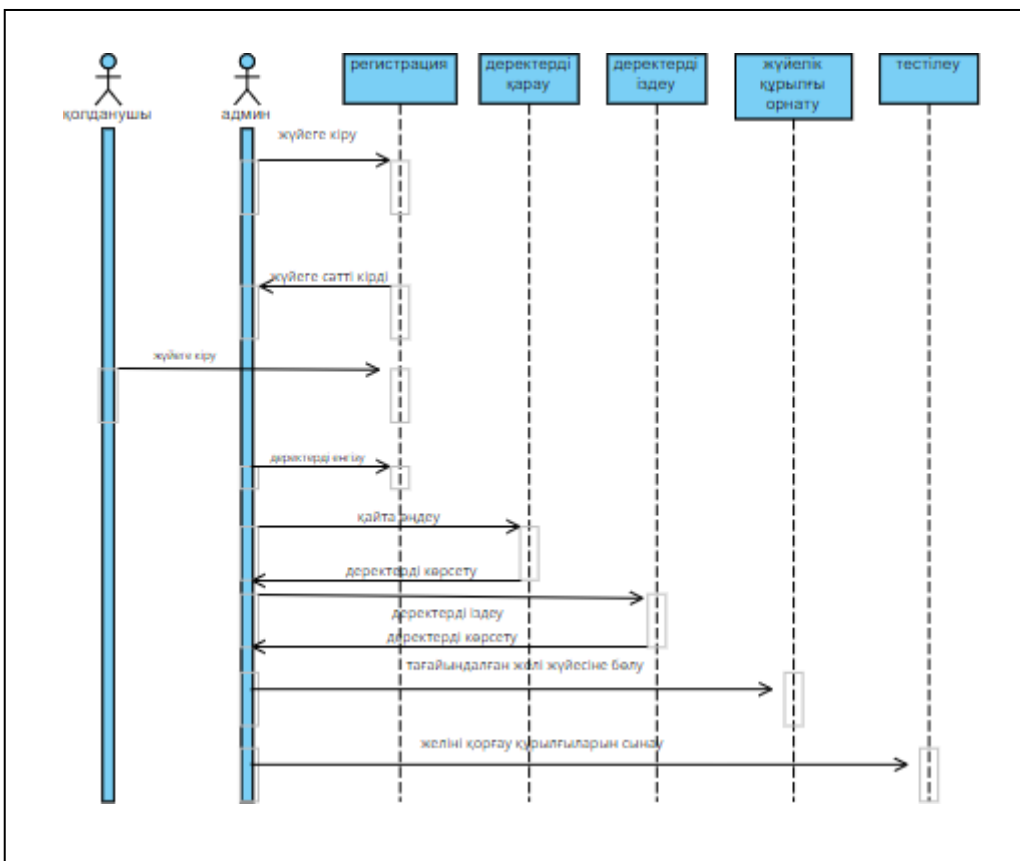 қолданушы
админ
регистрация
деректерді
қарау
деректерді
іздеу
жүйелік
құрылғы
орнату
тестілеу
жүйеге кіру
жүйеге сәтті кірді
жүйеге кіру
деректерді енгізу
қайта өңдеу
деректерді көрсету
деректерді іздеу
деректерді көрсету
тағайындалған желі жүйесіне бөлу
желіні қорғау құрылғыларын сынау